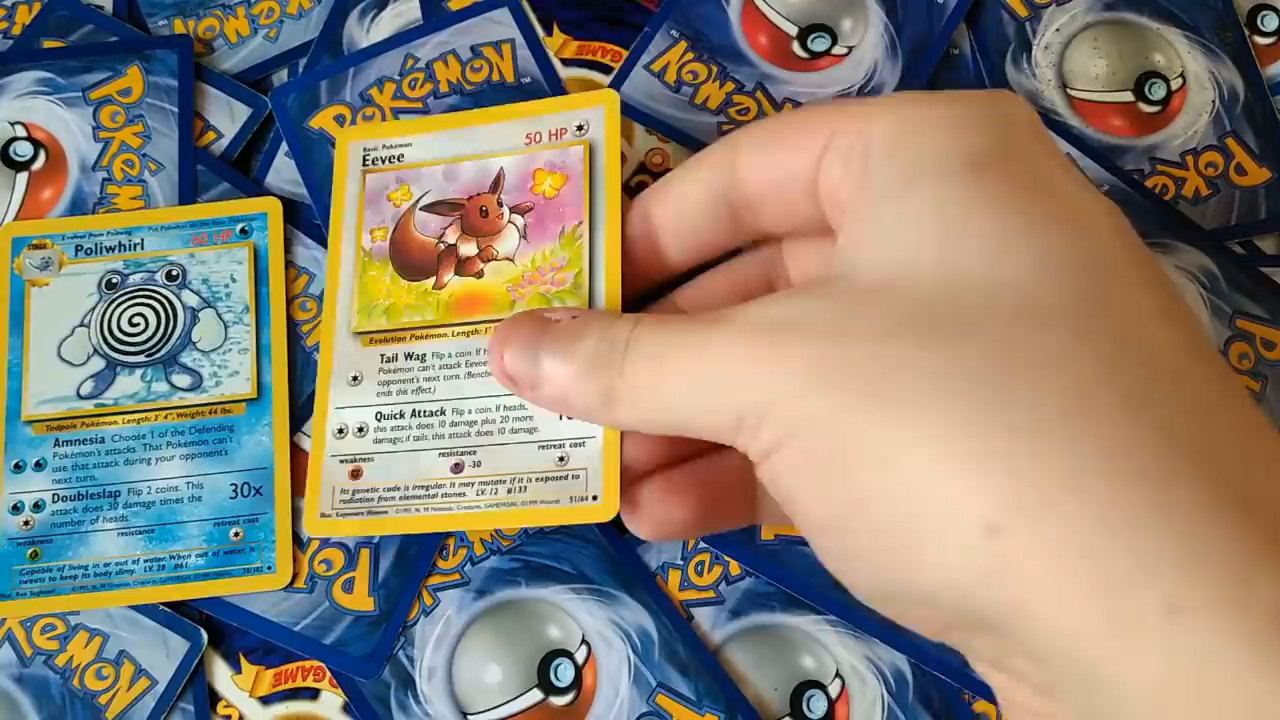 POKéMON
Pokémon
Pokémon
POKéMON
Basic Pokémon
Eevee
50 HP
Evolution Pokémon. Length: 1'
Tail Wag Flip a coin. If h
Pokémon can't attack Eevee
opponent's next turn. (Bench
ends this effect.)
Quick Attack Flip a coin. If heads,
this attack does 10 damage plus 20 more
damage; if tails, this attack does 10 damage.
weakness
resistance
retreat cost
-30
Its genetic code is irregular. It may mutate if it is exposed to
radiation from elemental stones. LV. 12 #133
51/64
STAGE 1
Evolves from Poliwag
Poliwhirl
60 HP
Tadpole Pokémon. Length: 3' 4", Weight: 44 lbs.
Amnesia Choose 1 of the Defending
Pokémon's attacks. That Pokémon can't
use that attack during your opponent's
next turn.
Doubleslap Flip 2 coins. This
attack does 30 damage times the
number of heads.
30x
weakness
resistance
retreat cost
Capable of living in or out of water. When out of water, it
sweats to keep its body slimy. LV. 28 #61
38/102
GAME
GAME